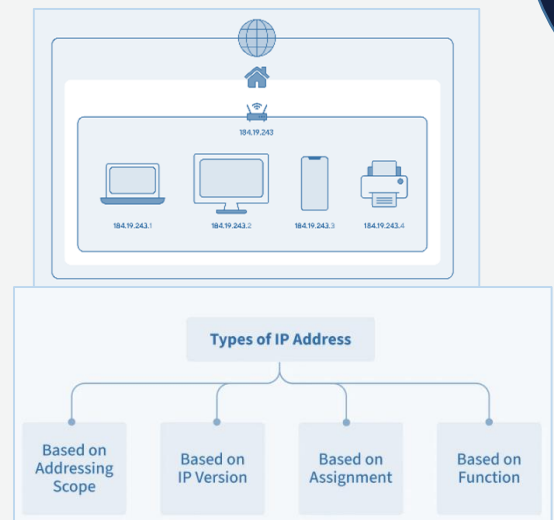 184.19.243
184.19.243.1
184.19.243.2
184.19.243.3
184.19.243.4
Types of IP Address
Based on
Addressing
Scope
Based on
IP Version
Based on
Assignment
Based on
Function